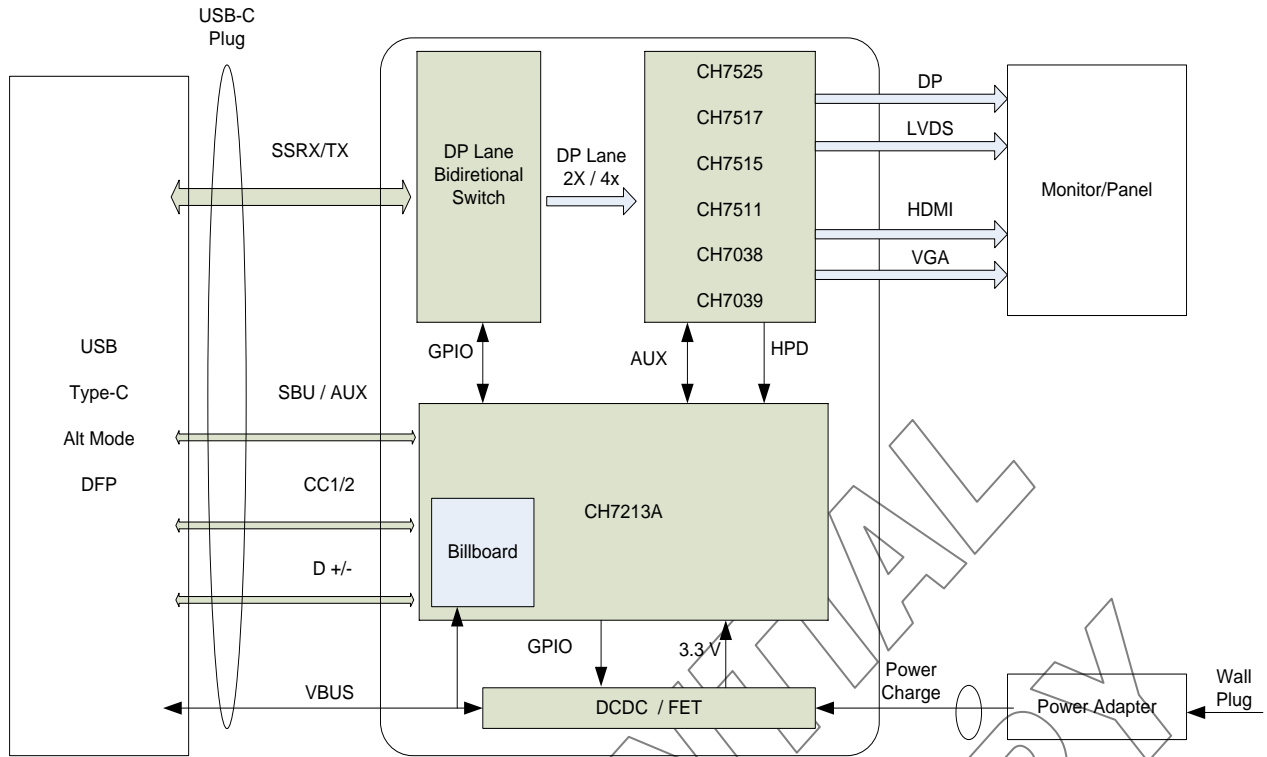 USB-C
Plug
SSRX/TX
DP Lane
Bidiretional
Switch
DP Lane
2X / 4x
CH7525
CH7517
CH7515
CH7511
CH7038
CH7039
DP
LVDS
HDMI
VGA
Monitor/Panel
GPIO
AUX
HPD
USB
Type-C
Alt Mode
DFP
SBU / AUX
CC1/2
D +/-
CH7213A
Billboard
GPIO
3.3 V
VBUS
DCDC / FET
Power
Charge
Power Adapter
Wall
Plug